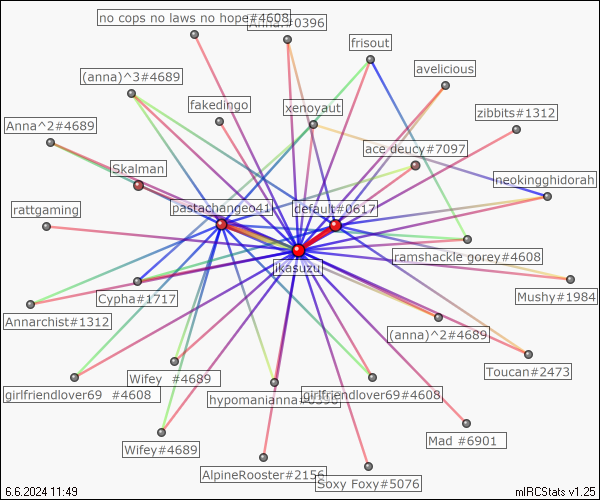 no cops no laws no hope#4608
Anna.#0396
frisout
avelicious
(anna)^3#4689
fakedingo
xenoyaut
zibbits#1312
Anna^2#4689
ace deucy#7097
Skalman
neokingghidorah
rattgaming
pastachange041
default#0617
ikasuzu
ramshackle gorey#4608
Cypha#1717
Mushy#1984
Annarchist#1312
(anna)^2#4689
Toucan#2473
Wifey #4689
girlfriendlover69 #4608
hypomanianna#0396
girlfriendlover69#4608
Wifey#4689
Mad #6901
AlpineRooster#2156
Soxy Foxy#5076
6.6.2024 11:49
mIRCStats v1.25